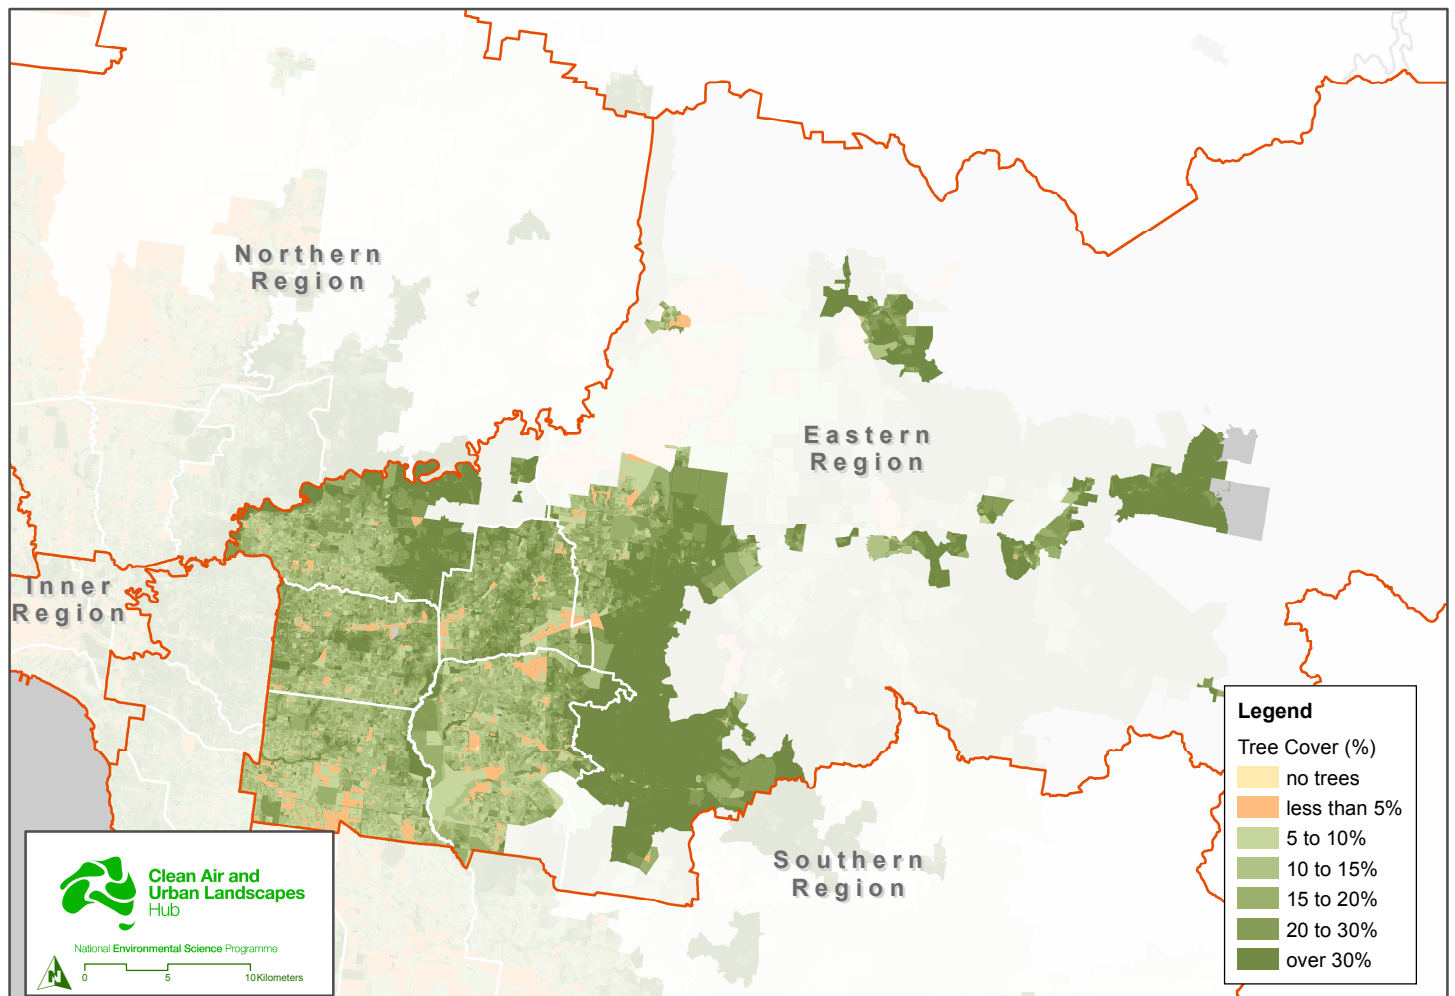 Northern
Region
Eastern
Region
Inner
Region
Southern
Region
Legend
Tree Cover (%)
no trees
less than 5%
5 to 10%
10 to 15%
15 to 20%
20 to 30%
over 30%
Clean Air and
Urban Landscapes
Hub
National Environmental Science Programme
N
0 5 10 Kilometers